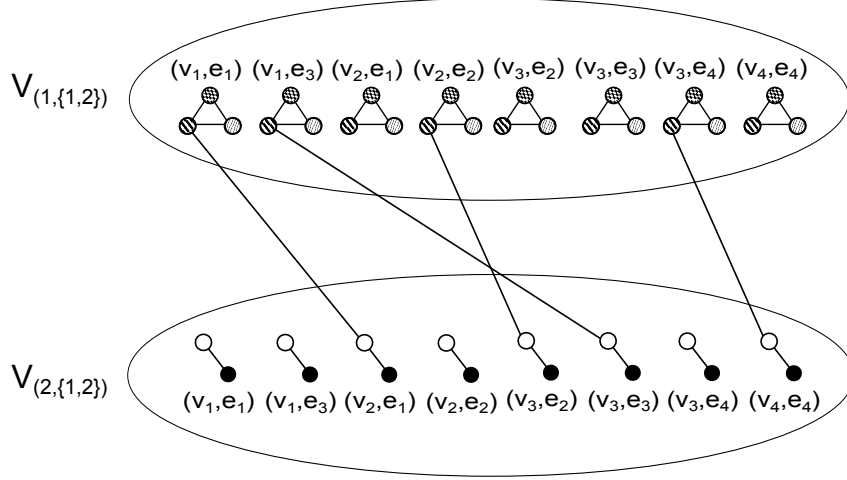 (v₁,e₁) (v₁,e₃) (v₂,e₁) (v₂,e₂) (v₃,e₂) (v₃,e₃) (v₃,e₄) (v₄,e₄)
V₍₁,{1,2})
V₍₂,{1,2})
(v₁,e₁) (v₁,e₃) (v₂,e₁) (v₂,e₂) (v₃,e₂) (v₃,e₃) (v₃,e₄) (v₄,e₄)